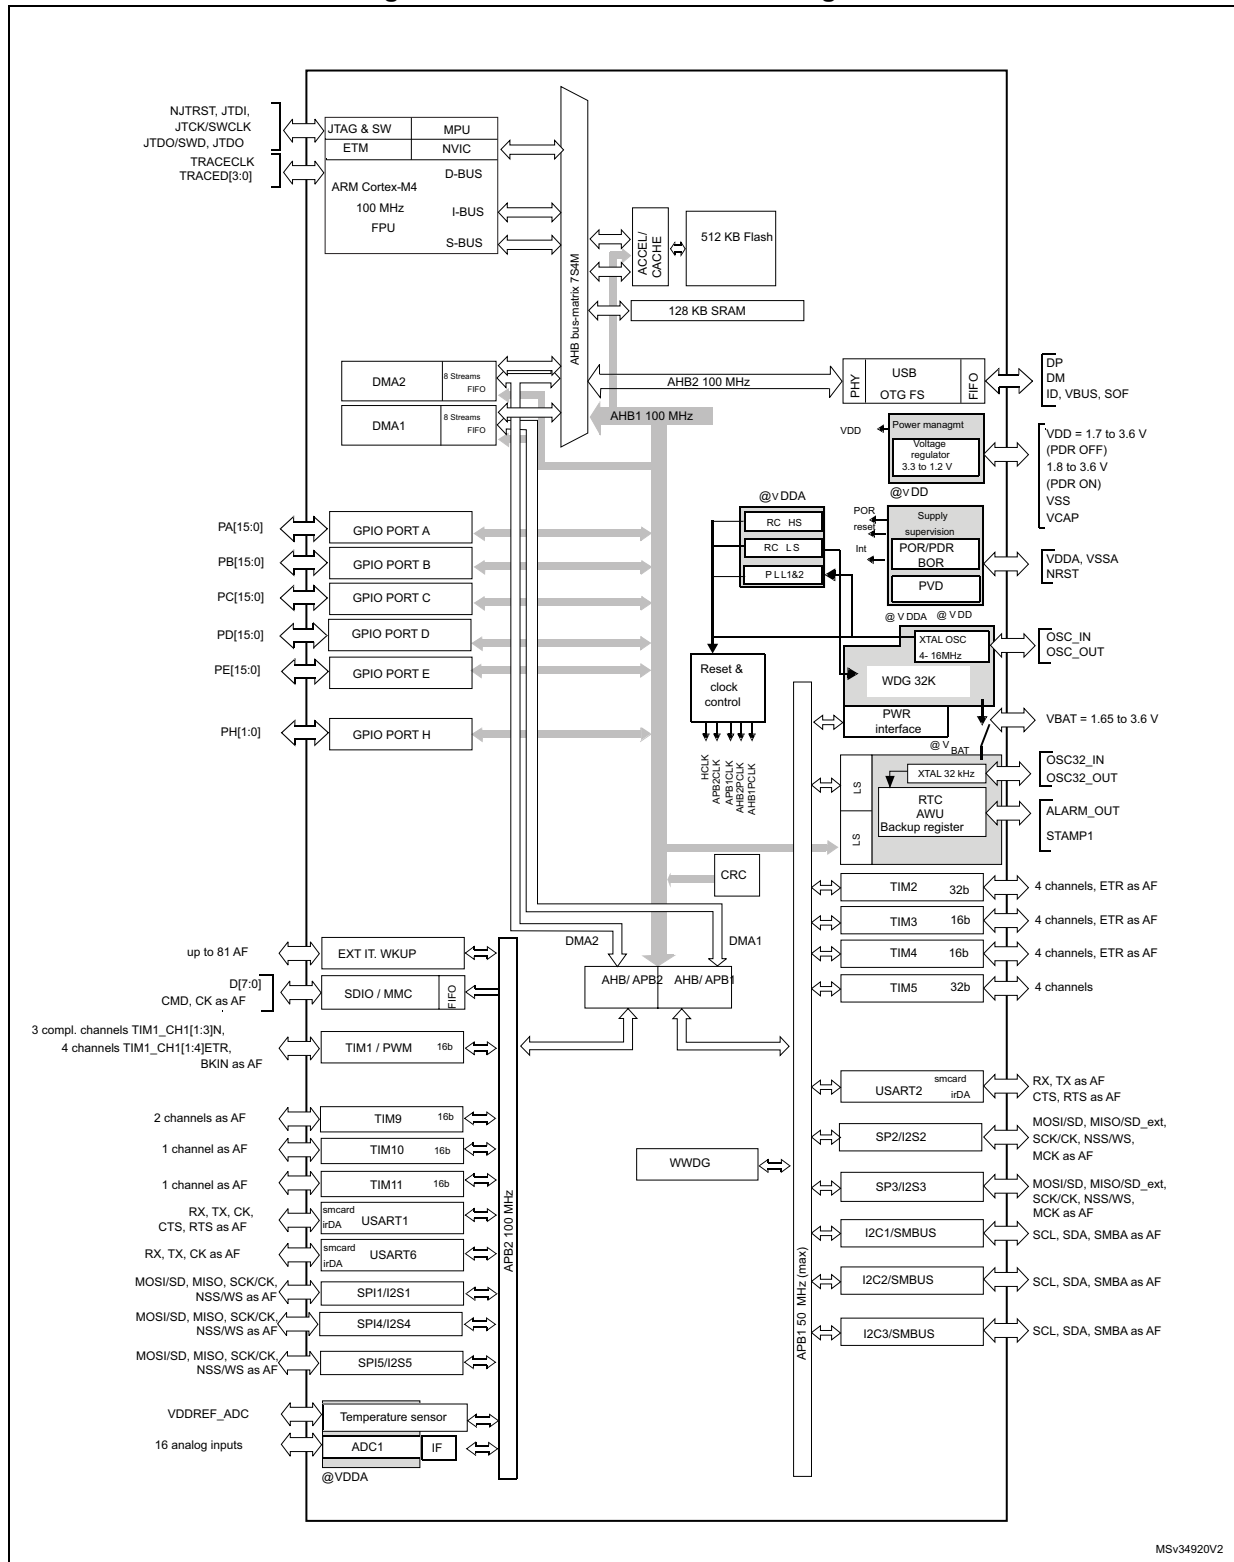 NJTRST, JTDI,
JTCK/SWCLK
JTDO/SWD, JTDO
TRACECLK
TRACED[3:0]
JTAG & SW
MPU
ETM
NVIC
ARM Cortex-M4
100 MHz
FPU
D-BUS
I-BUS
S-BUS
AHB bus-matrix 7S4M
ACCEL/
CACHE
512 KB Flash
128 KB SRAM
DMA2
8 Streams
FIFO
DMA1
8 Streams
FIFO
AHB2 100 MHz
AHB1 100 MHz
PHY
USB
OTG FS
FIFO
DP
DM
ID, VBUS, SOF
VDD
Power managmt
Voltage
regulator
3.3 to 1.2 V
@VDD
VDD = 1.7 to 3.6 V
(PDR OFF)
1.8 to 3.6 V
(PDR ON)
VSS
VCAP
@VDDA
RC HS
RC LS
PLL1&2
POR
reset
Int
Supply
supervision
POR/PDR
BOR
PVD
@VDDA @VDD
VDDA, VSSA
NRST
XTAL OSC
4- 16MHz
OSC_IN
OSC_OUT
WDG 32K
PWR
interface
VBAT = 1.65 to 3.6 V
@VBAT
Reset &
clock
control
HCLK
APB2CLK
APB1CLK
AHB2PCLK
AHB1PCLK
LS
LS
XTAL 32 kHz
RTC
AWU
Backup register
OSC32_IN
OSC32_OUT
ALARM_OUT
STAMP1
PA[15:0]
GPIO PORT A
PB[15:0]
GPIO PORT B
PC[15:0]
GPIO PORT C
PD[15:0]
GPIO PORT D
PE[15:0]
GPIO PORT E
PH[1:0]
GPIO PORT H
CRC
DMA2
DMA1
AHB/ APB2
AHB/ APB1
up to 81 AF
EXT IT. WKUP
D[7:0]
CMD, CK as AF
SDIO / MMC
FIFO
3 compl. channels TIM1_CH1[1:3]N,
4 channels TIM1_CH1[1:4]ETR,
BKIN as AF
TIM1 / PWM
16b
2 channels as AF
TIM9
16b
1 channel as AF
TIM10
16b
1 channel as AF
TIM11
16b
RX, TX, CK,
CTS, RTS as AF
smcard
irDA
USART1
RX, TX, CK as AF
smcard
irDA
USART6
MOSI/SD, MISO, SCK/CK,
NSS/WS as AF
SPI1/I2S1
MOSI/SD, MISO, SCK/CK,
NSS/WS as AF
SPI4/I2S4
MOSI/SD, MISO, SCK/CK,
NSS/WS as AF
SPI5/I2S5
VDDREF_ADC
Temperature sensor
16 analog inputs
ADC1
IF
@VDDA
APB2 100 MHz
WWDG
APB1 50 MHz (max)
TIM2
32b
4 channels, ETR as AF
TIM3
16b
4 channels, ETR as AF
TIM4
16b
4 channels, ETR as AF
TIM5
32b
4 channels
USART2
smcard
irDA
RX, TX as AF
CTS, RTS as AF
SP2/I2S2
MOSI/SD, MISO/SD_ext,
SCK/CK, NSS/WS,
MCK as AF
SP3/I2S3
MOSI/SD, MISO/SD_ext,
SCK/CK, NSS/WS,
MCK as AF
I2C1/SMBUS
SCL, SDA, SMBA as AF
I2C2/SMBUS
SCL, SDA, SMBA as AF
I2C3/SMBUS
SCL, SDA, SMBA as AF
MSv34920V2